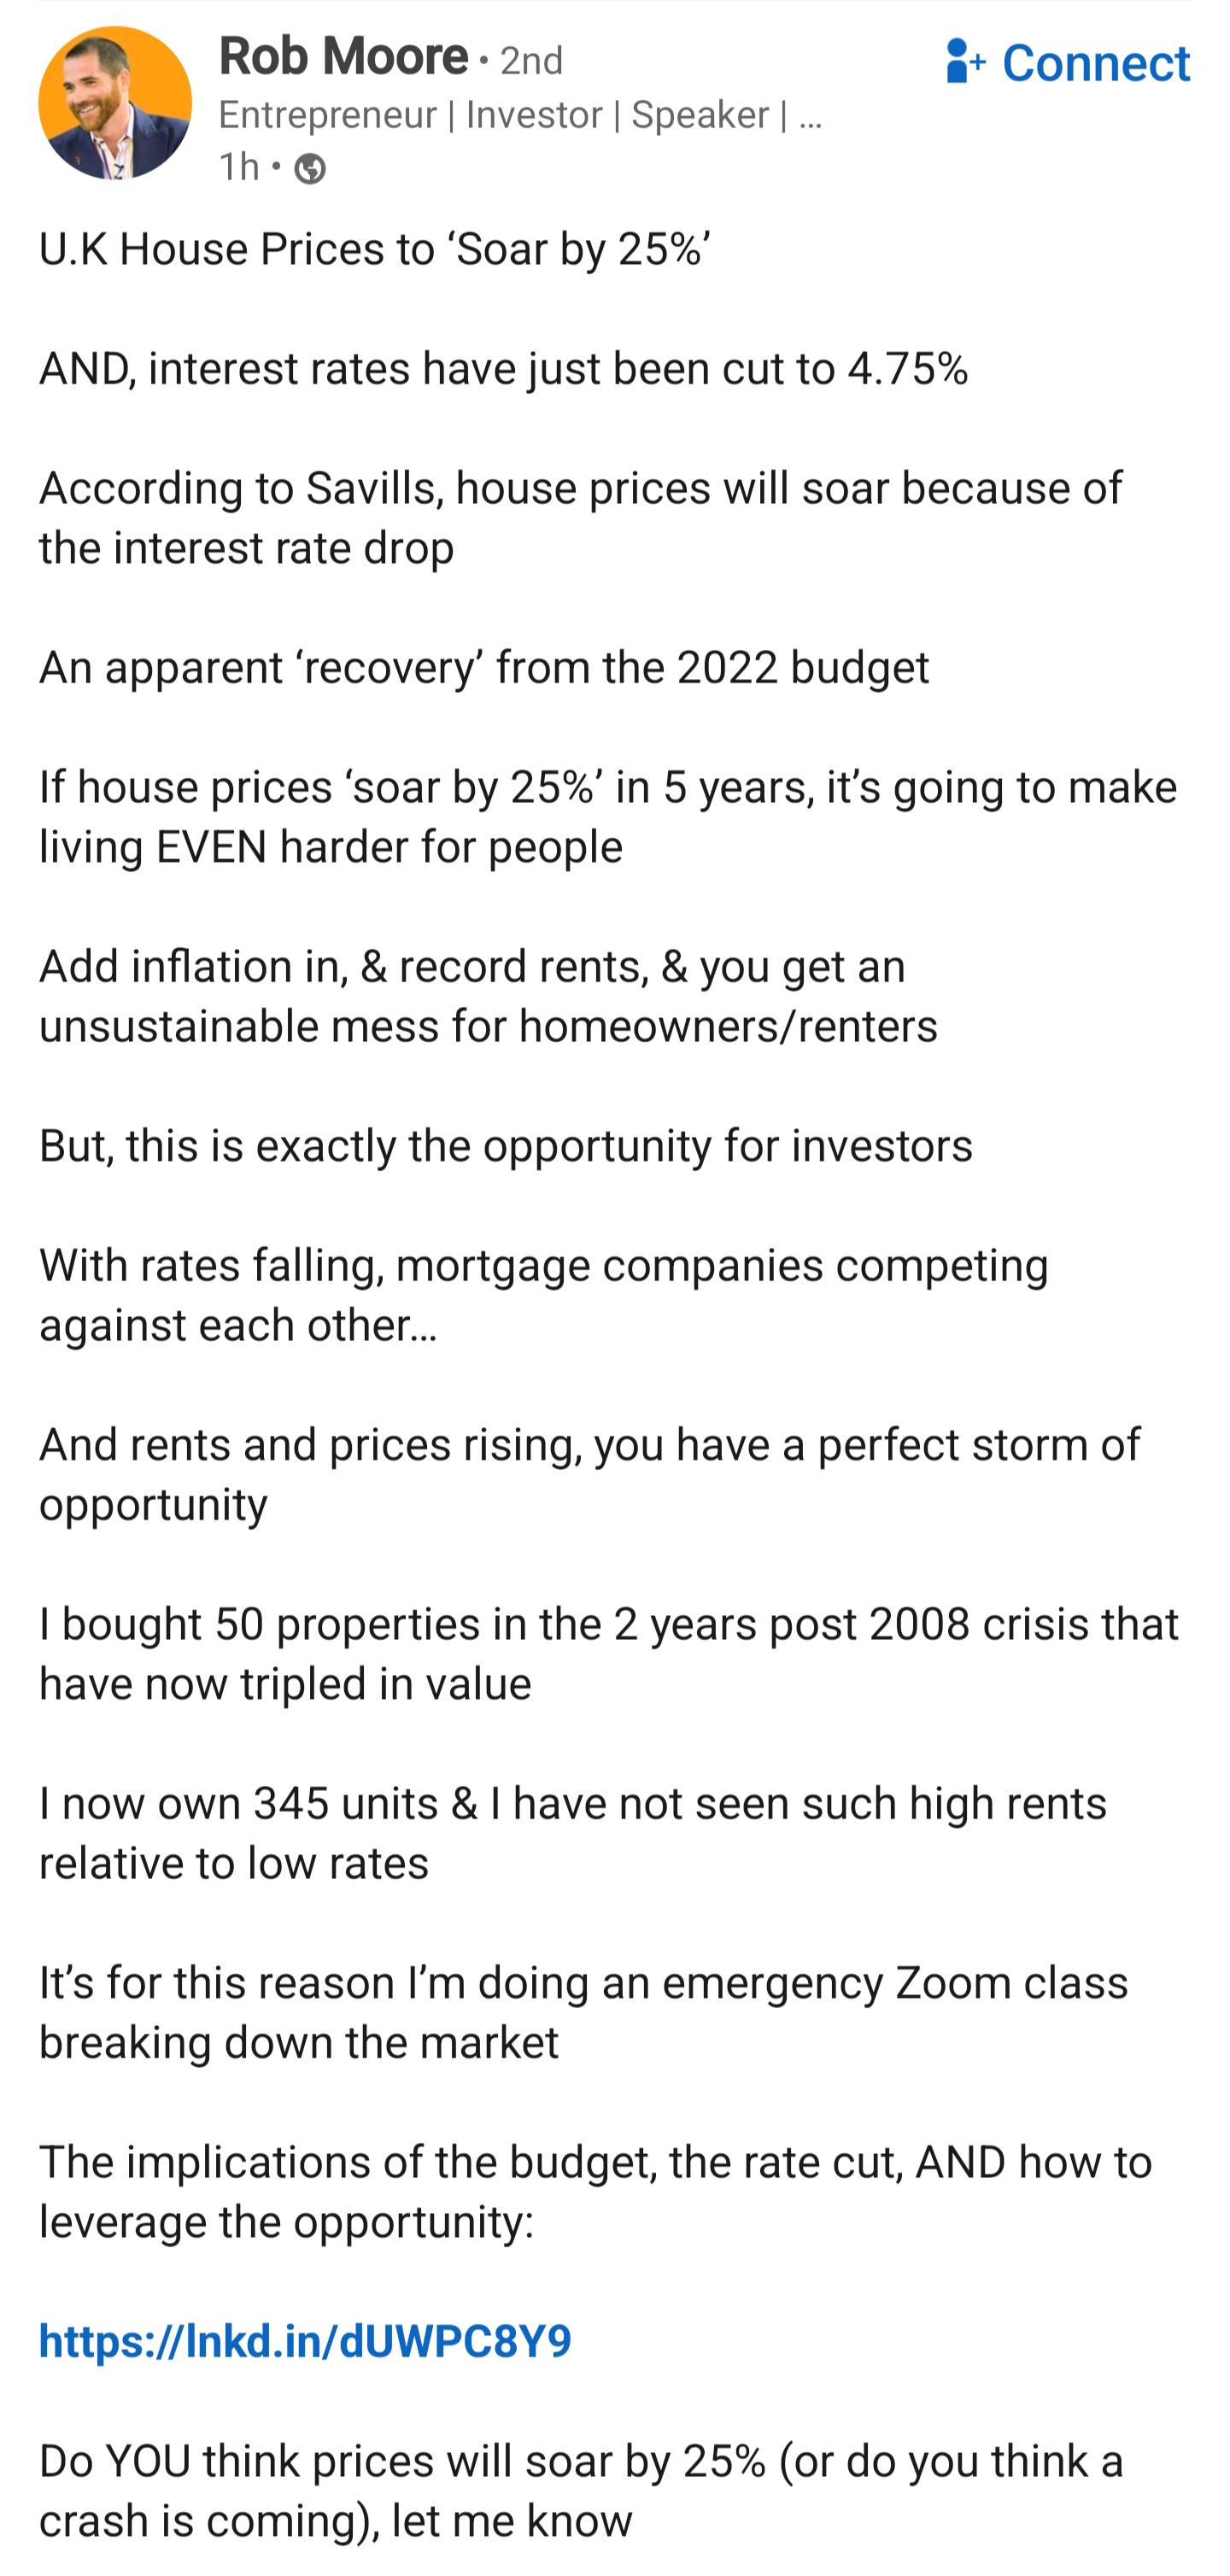 Rob Moore • 2nd
Connect
Entrepreneur | Investor | Speaker | ...
1h •
U.K House Prices to ‘Soar by 25%’
AND, interest rates have just been cut to 4.75%
According to Savills, house prices will soar because of
the interest rate drop
An apparent ‘recovery’ from the 2022 budget
If house prices ‘soar by 25%’ in 5 years, it’s going to make
living EVEN harder for people
Add inflation in, & record rents, & you get an
unsustainable mess for homeowners/renters
But, this is exactly the opportunity for investors
With rates falling, mortgage companies competing
against each other...
And rents and prices rising, you have a perfect storm of
opportunity
I bought 50 properties in the 2 years post 2008 crisis that
have now tripled in value
I now own 345 units & I have not seen such high rents
relative to low rates
It’s for this reason I’m doing an emergency Zoom class
breaking down the market
The implications of the budget, the rate cut, AND how to
leverage the opportunity:
https://lnkd.in/dUWPC8Y9
Do YOU think prices will soar by 25% (or do you think a
crash is coming), let me know